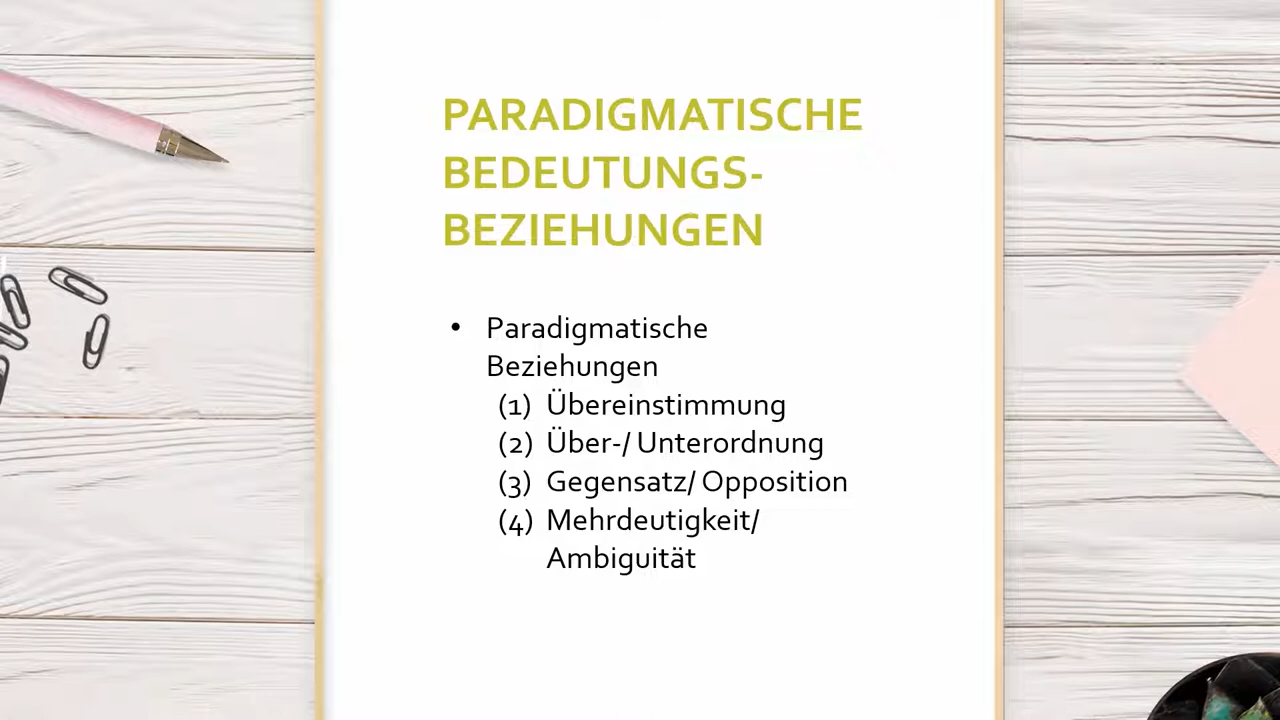 PARADIGMATISCHE
BEDEUTUNGS-
BEZIEHUNGEN
• Paradigmatische
Beziehungen
(1) Übereinstimmung
(2) Über-/ Unterordnung
(3) Gegensatz/ Opposition
(4) Mehrdeutigkeit/
Ambiguität